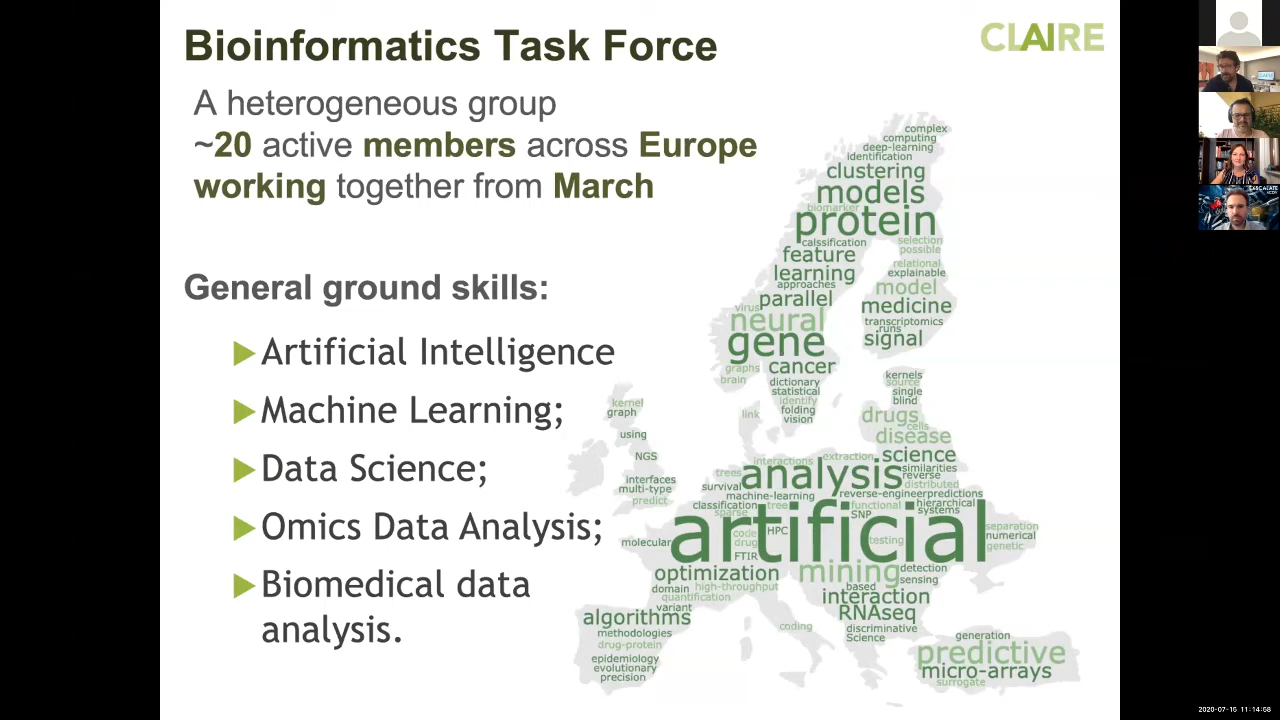 Bioinformatics Task Force
CLAIRE
A heterogeneous group
~20 active members across Europe
working together from March
General ground skills:
Artificial Intelligence
Machine Learning;
Data Science;
Omics Data Analysis;
Biomedical data
analysis.
complex
computing
deep-learning
identification
clustering
models
biomarker
protein
calssification
selection
possible
feature
learning
relational
explainable
approaches
model
parallel
medicine
virus
neural
transcriptomics
runs
gene
signal
cancer
graphs
brain
dictionary
statistical
identify
folding
vision
kernels
source
single
blind
kernel
graph
link
drugs
cells
disease
using
NGS
science
interactions
extraction
analysis
similarities
reverse
trees
interfaces
multi-type
survival
distributed
machine-learning
reverse-engineer
predictions
predict
classification
tree
functional
hierarchical
sparse
SNP
systems
artificial
code
HPC
separation
numerical
genetic
molecular
drug
testing
FTIR
optimization
mining
detection
sensing
domain
high-throughput
based
quantification
interaction
variant
RNAseq
algorithms
coding
discriminative
Science
methodologies
drug-protein
generation
epidemiology
evolutionary
precision
predictive
micro-arrays
surrogate
2020-07-15 11:14:58